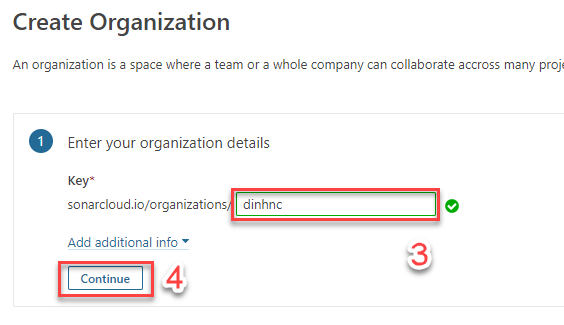 Create Organization
An organization is a space where a team or a whole company can collaborate accross many proje
1 Enter your organization details
Key*
sonarcloud.io/organizations/ dinhnc
3
Add additional info
Continue 4